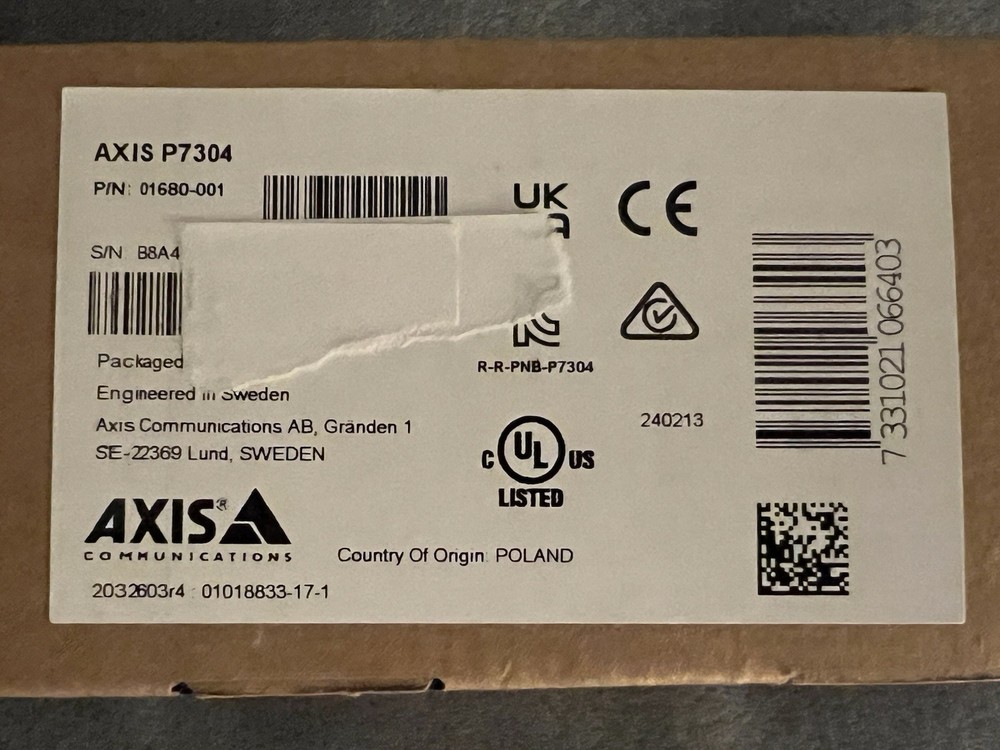 AXIS P7304
P/N: 01680-001
UK
CE
S/N B8A4
Packaged
R-R-PNB-P7304
Engineered in Sweden
Axis Communications AB, Gränden 1
SE-22369 Lund, SWEDEN
240213
C UL US
LISTED
7 331021 066403
AXIS®
COMMUNICATIONS
Country Of Origin: POLAND
2032603r4 : 01018833-17-1